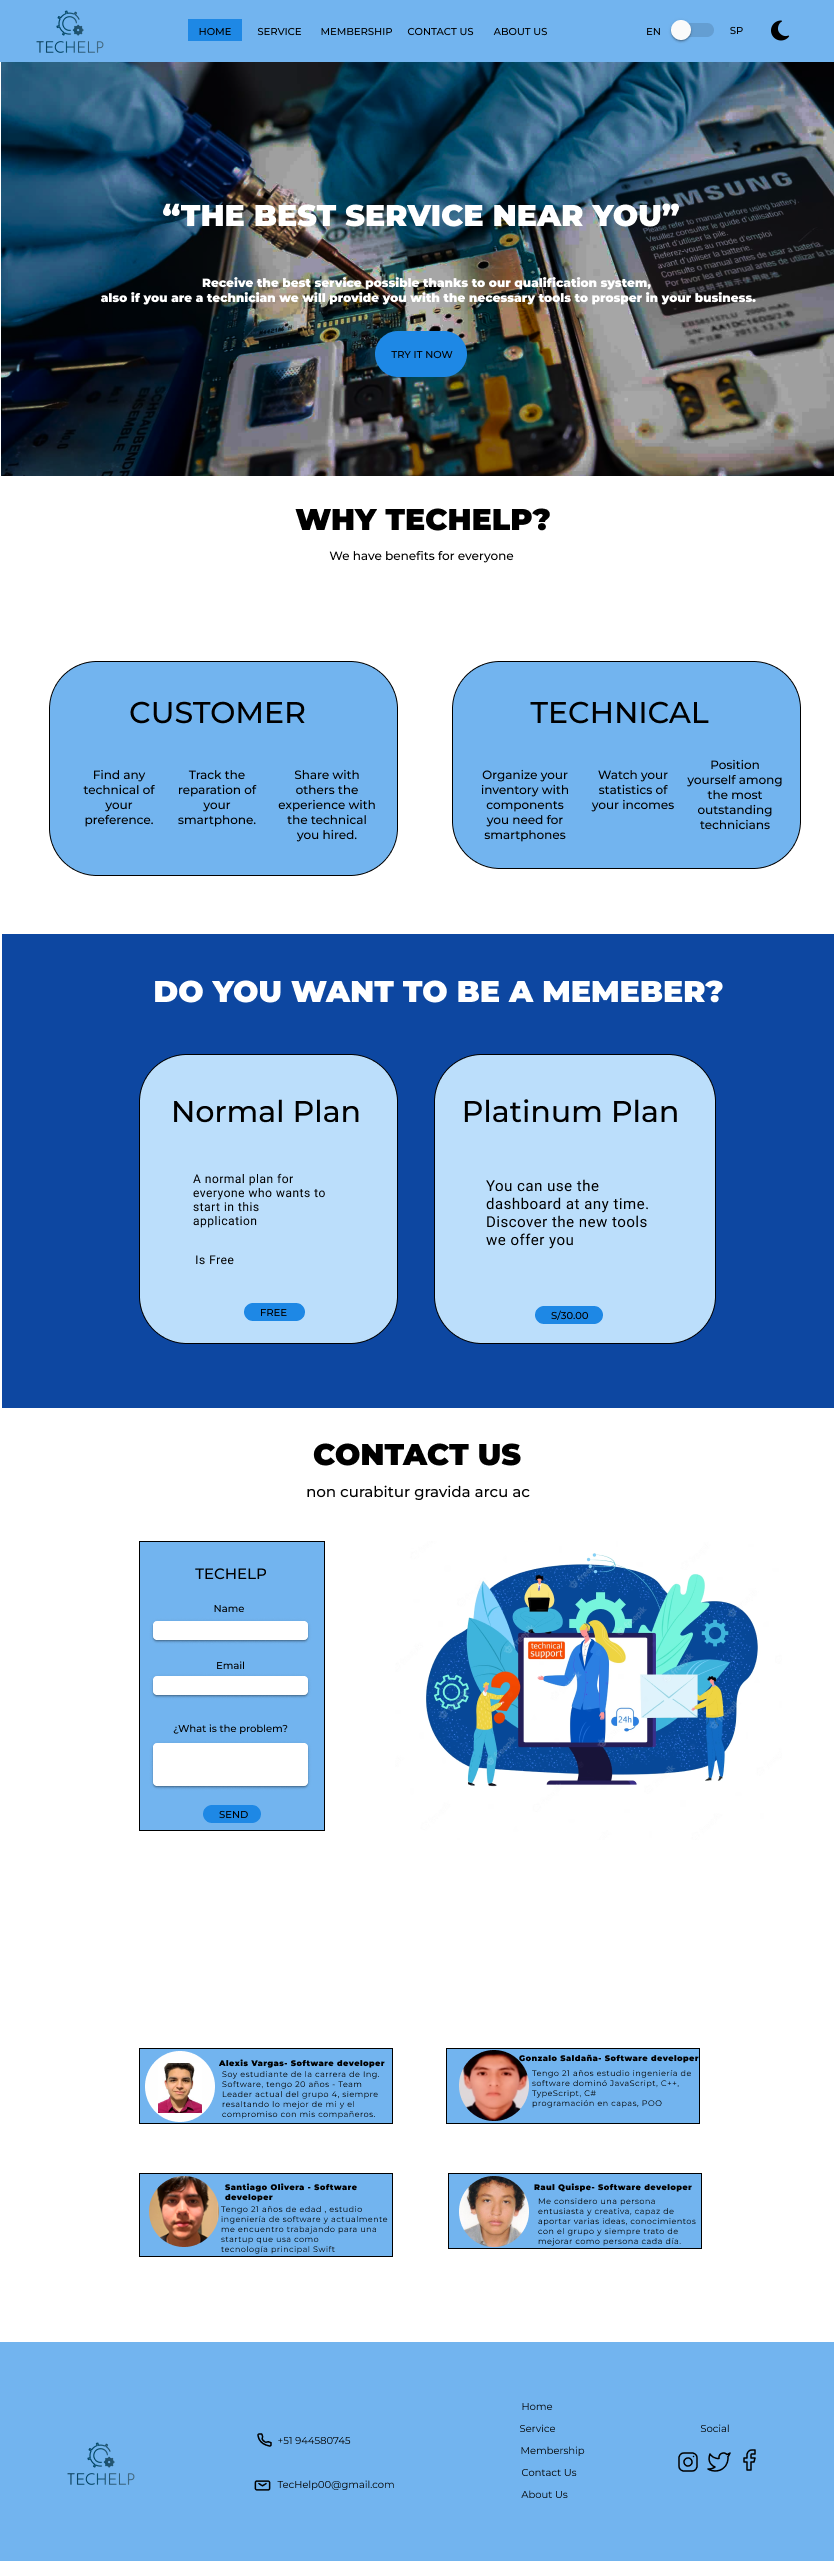 TECHELP
HOME SERVICE MEMBERSHIP CONTACT US ABOUT US EN SP
SAMSUNG
Please refer to manual before using battery.
Veuillez consulter le guide d'utilisation
“THE BEST SERVICE NEAR YOU”
Receive the best service possible thanks to our qualification system,
also if you are a technician we will provide you with the necessary tools to prosper in your business.
TRY IT NOW
WHY TECHELP?
We have benefits for everyone
CUSTOMER
Find any
technical of
your
preference.
Track the
reparation of
your
smartphone.
Share with
others the
experience with
the technical
you hired.
TECHNICAL
Organize your
inventory with
components
you need for
smartphones
Watch your
statistics of
your incomes
Position
yourself among
the most
outstanding
technicians
DO YOU WANT TO BE A MEMEBER?
Normal Plan
A normal plan for
everyone who wants to
start in this
application
Is Free
FREE
Platinum Plan
You can use the
dashboard at any time.
Discover the new tools
we offer you
S/30.00
CONTACT US
non curabitur gravida arcu ac
TECHELP
Name
Email
¿What is the problem?
SEND
technical
support
24h
Alexis Vargas- Software developer
Soy estudiante de la carrera de Ing.
Software, tengo 20 años - Team
Leader actual del grupo 4, siempre
resaltando lo mejor de mi y el
compromiso con mis compañeros.
Gonzalo Saldaña- Software developer
Tengo 21 años estudio ingeniería de
software dominó JavaScript, C++,
TypeScript, C#
programación en capas, POO
Santiago Olivera - Software
developer
Tengo 21 años de edad , estudio
ingeniería de software y actualmente
me encuentro trabajando para una
startup que usa como
tecnología principal Swift
Raul Quispe- Software developer
Me considero una persona
entusiasta y creativa, capaz de
aportar varias ideas, conocimientos
con el grupo y siempre trato de
mejorar como persona cada día.
TECHELP
+51 944580745
TecHelp00@gmail.com
Home
Service
Membership
Contact Us
About Us
Social